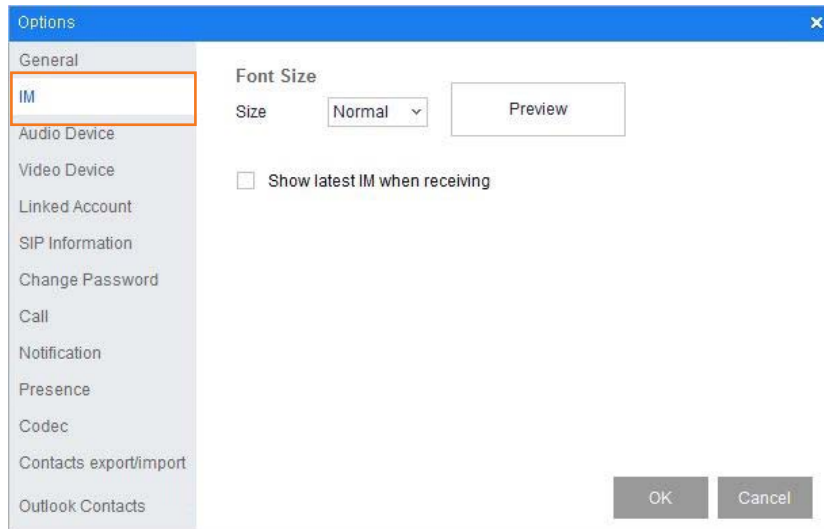 Options
General
IM
Audio Device
Video Device
Linked Account
SIP Information
Change Password
Call
Notification
Presence
Codec
Contacts export/import
Outlook Contacts
Font Size
Size Normal Preview
Show latest IM when receiving
OK Cancel